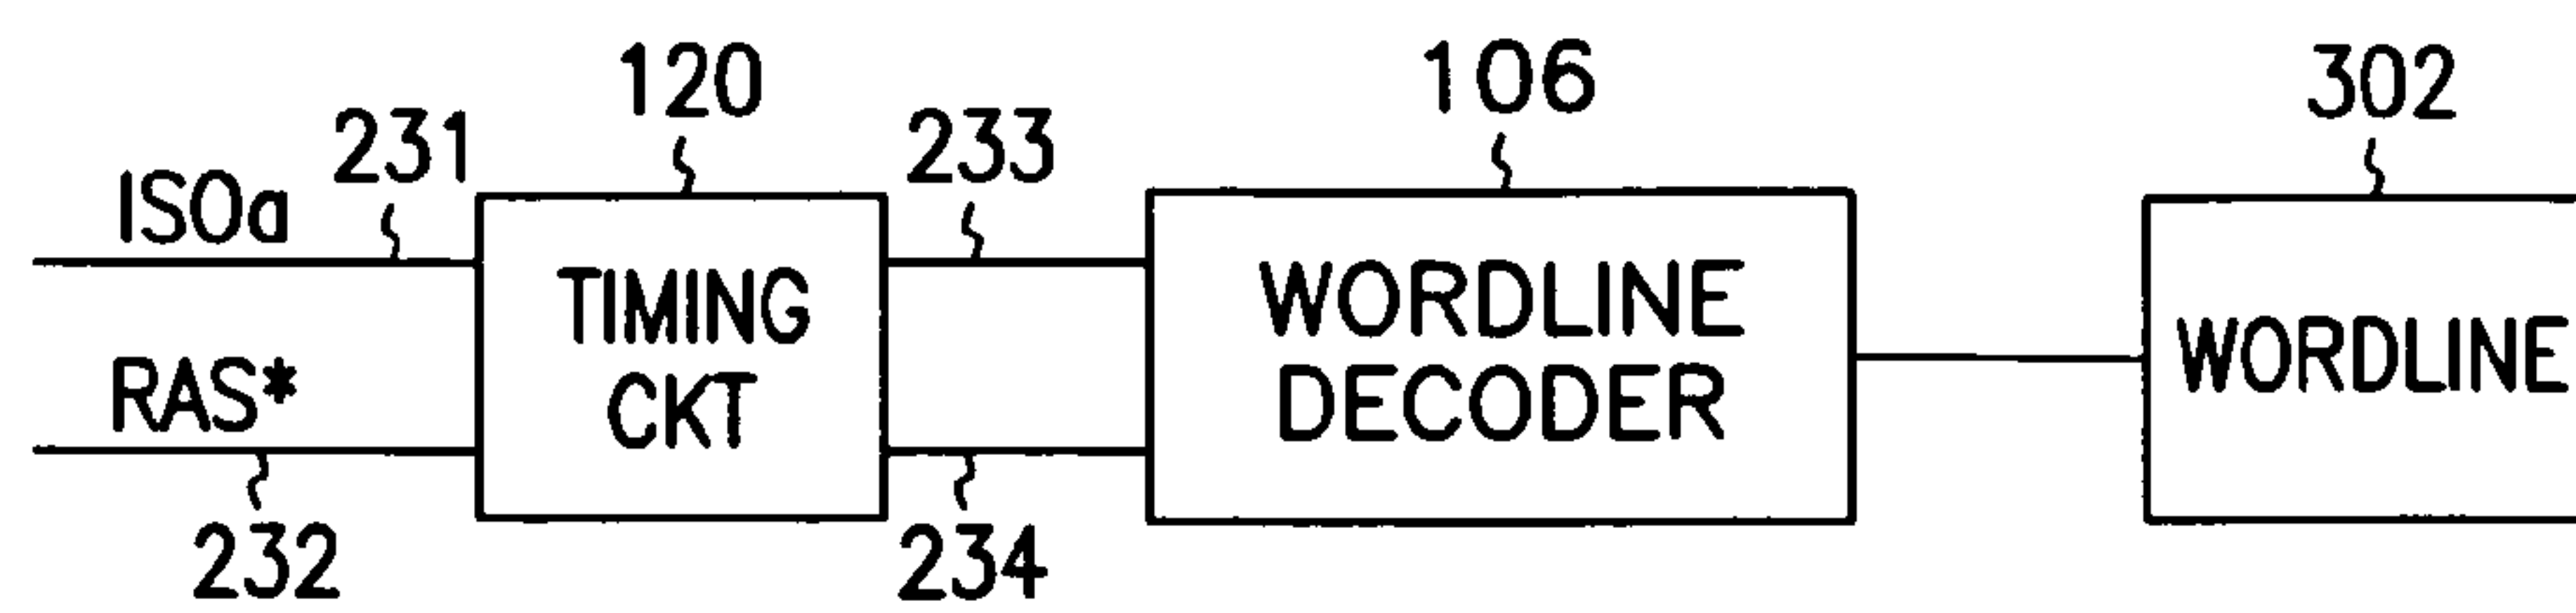 120
106
302
231
233
ISOa
TIMING
CKT
WORDLINE
DECODER
WORDLINE
RAS*
232
234